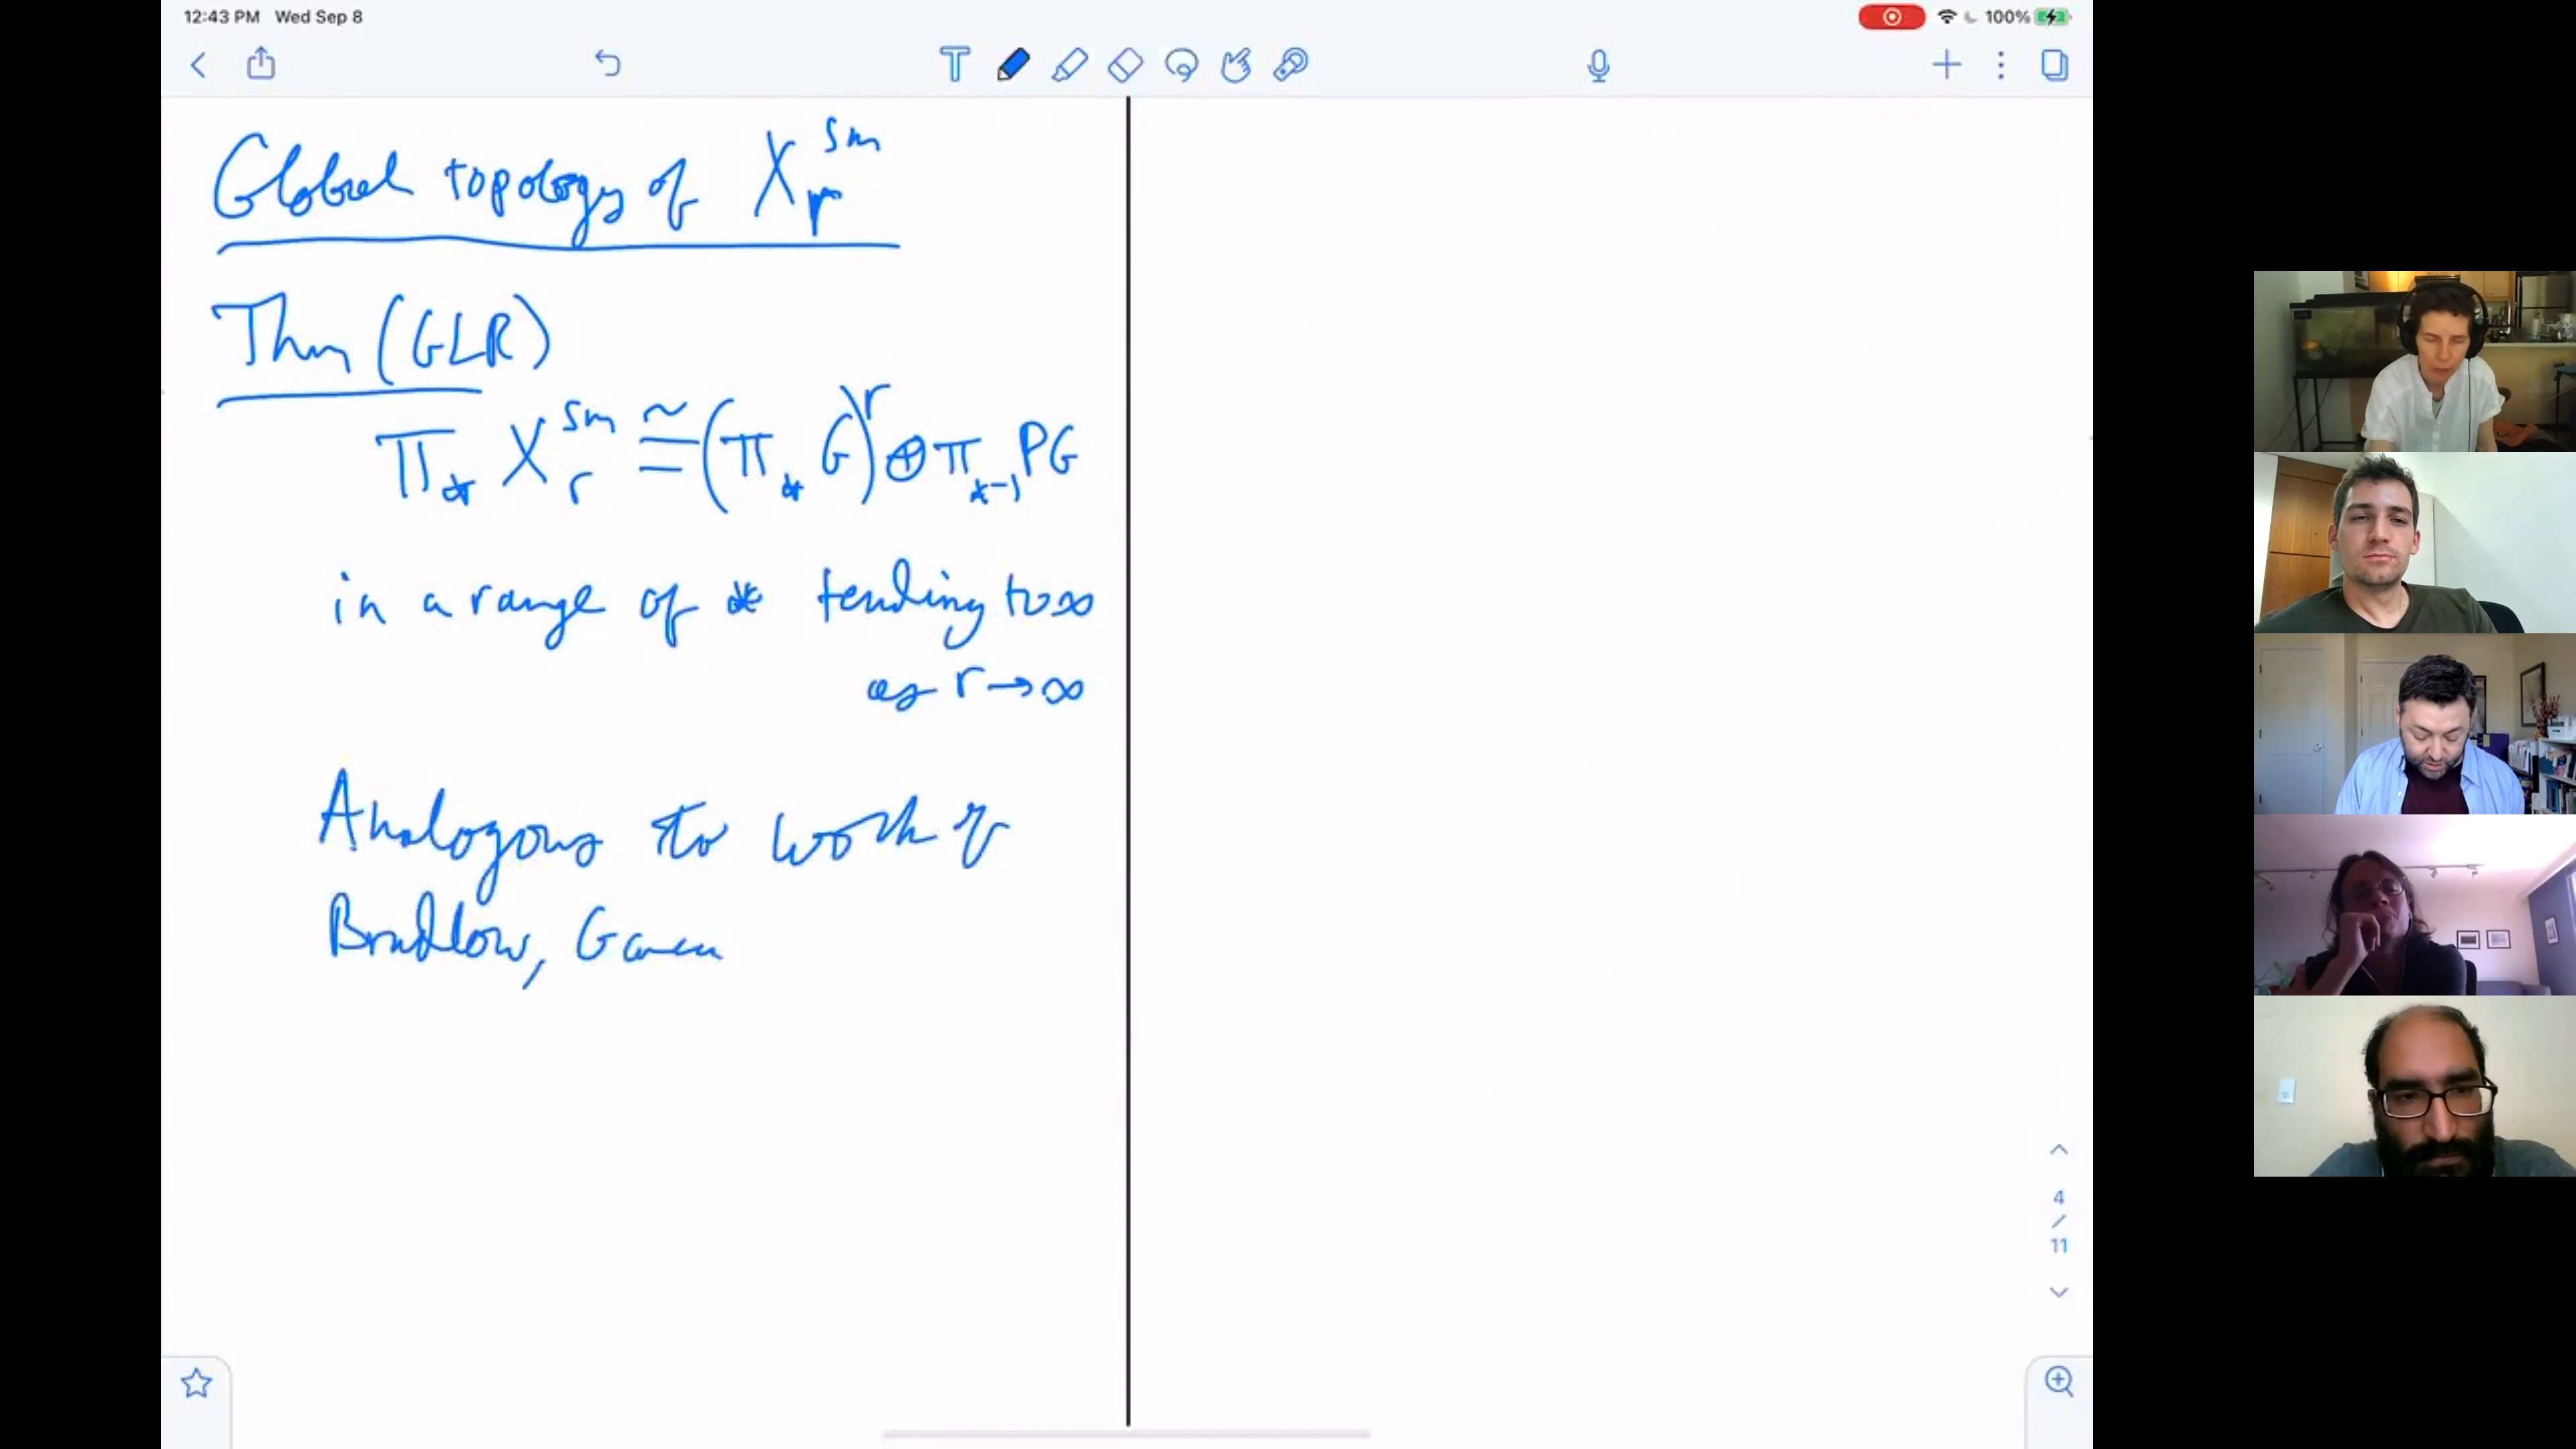 12:43 PM Wed Sep 8
100%
Global topology of X_r^{sm}
Thm (GLR)
π_* X_r^{sm} ≅ (π_* G)^r ⊕ π_{*-1} PG
in a range of * tending to ∞
as r → ∞
Analogous to work of
Bradlow,
4
/
11